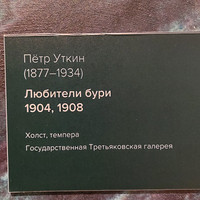 Пётр Уткин
(1877–1934)
Любители бури
1904, 1908
Холст, темпера
Государственная Третьяковская галерея